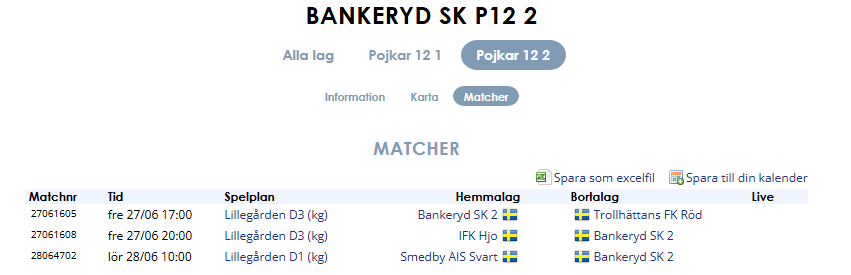 BANKERYD SK P12 2
Alla lag Pojkar 12 1 Pojkar 12 2
Information Karta Matcher
MATCHER
Spara som excelfil Spara till din kalender
Matchnr Tid Spelplan Hemmalag Bortalag Live
27061605 fre 27/06 17:00 Lillegården D3 (kg) Bankeryd SK 2 Trollhättans FK Röd
27061608 fre 27/06 20:00 Lillegården D3 (kg) IFK Hjo Bankeryd SK 2
28064702 lör 28/06 10:00 Lillegården D1 (kg) Smedby AIS Svart Bankeryd SK 2